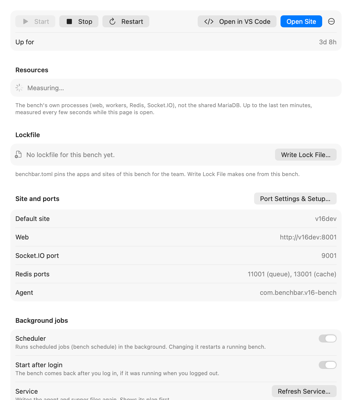 Start Stop Restart Open in VS Code Open Site
Up for 3d 8h
Resources
Measuring...
The bench's own processes (web, workers, Redis, Socket.IO), not the shared MariaDB. Up to the last ten minutes,
measured every few seconds while this page is open.
Lockfile
No lockfile for this bench yet. Write Lock File...
benchbar.toml pins the apps and sites of this bench for the team. Write Lock File makes one from this bench.
Site and ports Port Settings & Setup...
Default site v16dev
Web http://v16dev:8001
Socket.IO port 9001
Redis ports 11001 (queue), 13001 (cache)
Agent com.benchbar.v16-bench
Background jobs
Scheduler
Runs scheduled jobs (bench schedule) in the background. Changing it restarts a running bench.
Start after login
The bench comes back after you log in, if it was running when you logged out.
Service Refresh Service...